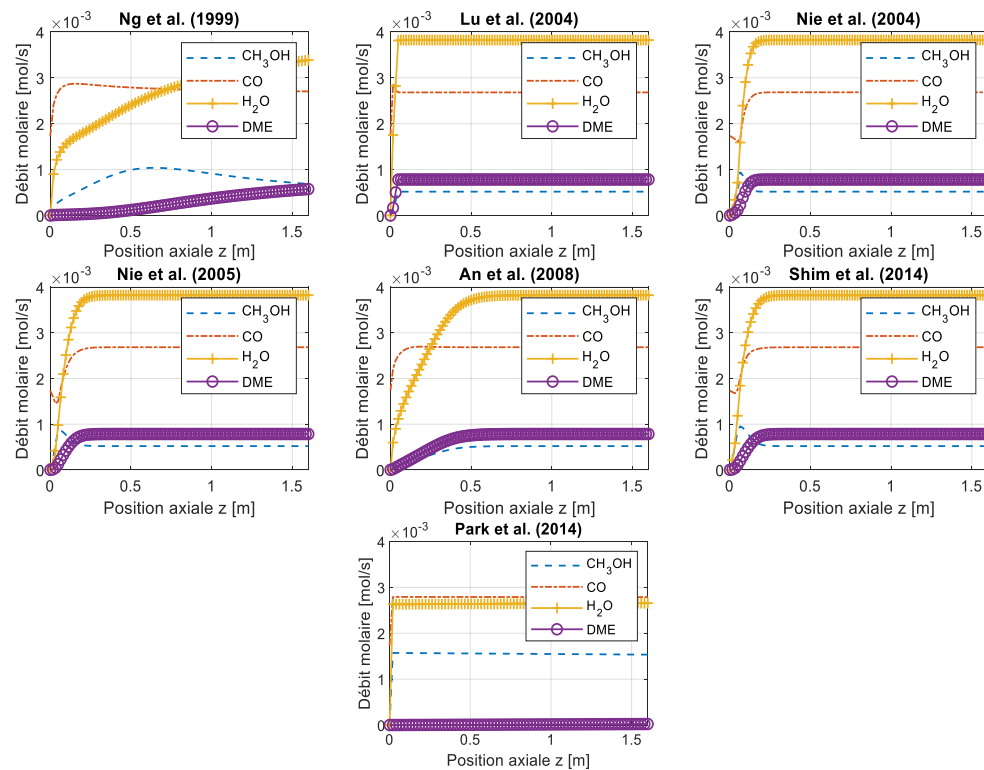 Ng et al. (1999)
×10⁻³
Débit molaire [mol/s]
4
3
2
1
0
0 0.5 1 1.5
Position axiale z [m]
CH₃OH
CO
H₂O
DME
Lu et al. (2004)
×10⁻³
Débit molaire [mol/s]
4
3
2
1
0
0 0.5 1 1.5
Position axiale z [m]
CH₃OH
CO
H₂O
DME
Nie et al. (2004)
×10⁻³
Débit molaire [mol/s]
4
3
2
1
0
0 0.5 1 1.5
Position axiale z [m]
CH₃OH
CO
H₂O
DME
Nie et al. (2005)
×10⁻³
Débit molaire [mol/s]
4
3
2
1
0
0 0.5 1 1.5
Position axiale z [m]
CH₃OH
CO
H₂O
DME
An et al. (2008)
×10⁻³
Débit molaire [mol/s]
4
3
2
1
0
0 0.5 1 1.5
Position axiale z [m]
CH₃OH
CO
H₂O
DME
Shim et al. (2014)
×10⁻³
Débit molaire [mol/s]
4
3
2
1
0
0 0.5 1 1.5
Position axiale z [m]
CH₃OH
CO
H₂O
DME
Park et al. (2014)
×10⁻³
Débit molaire [mol/s]
4
3
2
1
0
0 0.5 1 1.5
Position axiale z [m]
CH₃OH
CO
H₂O
DME